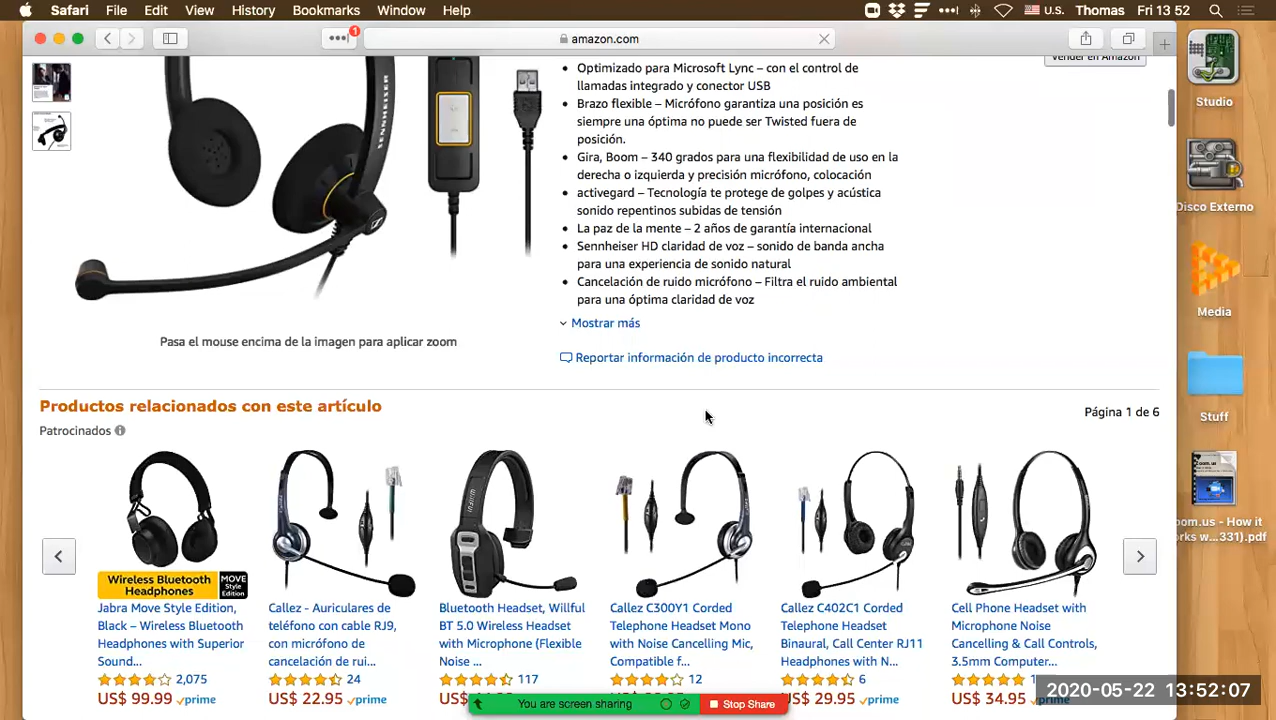 Safari File Edit View History Bookmarks Window Help
U.S. Thomas Fri 13 52
1
amazon.com
Studio
Disco Externo
Media
Stuff
oom.us - How it
rks w...331).pdf
SENNHEISER
Optimizado para Microsoft Lync – con el control de
llamadas integrado y conector USB
Brazo flexible – Micrófono garantiza una posición es
siempre una óptima no puede ser Twisted fuera de
posición.
Gira, Boom – 340 grados para una flexibilidad de uso en la
derecha o izquierda y precisión micrófono, colocación
activegard – Tecnología te protege de golpes y acústica
sonido repentinos subidas de tensión
La paz de la mente – 2 años de garantía internacional
Sennheiser HD claridad de voz – sonido de banda ancha
para una experiencia de sonido natural
Cancelación de ruido micrófono – Filtra el ruido ambiental
para una óptima claridad de voz
Mostrar más
Reportar información de producto incorrecta
Vender en Amazon
Pasa el mouse encima de la imagen para aplicar zoom
Productos relacionados con este artículo
Página 1 de 6
Patrocinados
Wireless Bluetooth
Headphones
MOVE
Style
Edition
Jabra Move Style Edition,
Black – Wireless Bluetooth
Headphones with Superior
Sound...
2,075
US$ 99.99 prime
Callez - Auriculares de
teléfono con cable RJ9,
con micrófono de
cancelación de rui...
24
US$ 22.95 prime
Bluetooth Headset, Willful
BT 5.0 Wireless Headset
with Microphone (Flexible
Noise ...
117
Callez C300Y1 Corded
Telephone Headset Mono
with Noise Cancelling Mic,
Compatible f...
12
Callez C402C1 Corded
Telephone Headset
Binaural, Call Center RJ11
Headphones with N...
6
US$ 29.95 prime
Cell Phone Headset with
Microphone Noise
Cancelling & Call Controls,
3.5mm Computer...
US$ 34.95
You are screen sharing
Stop Share
2020-05-22 13:52:07